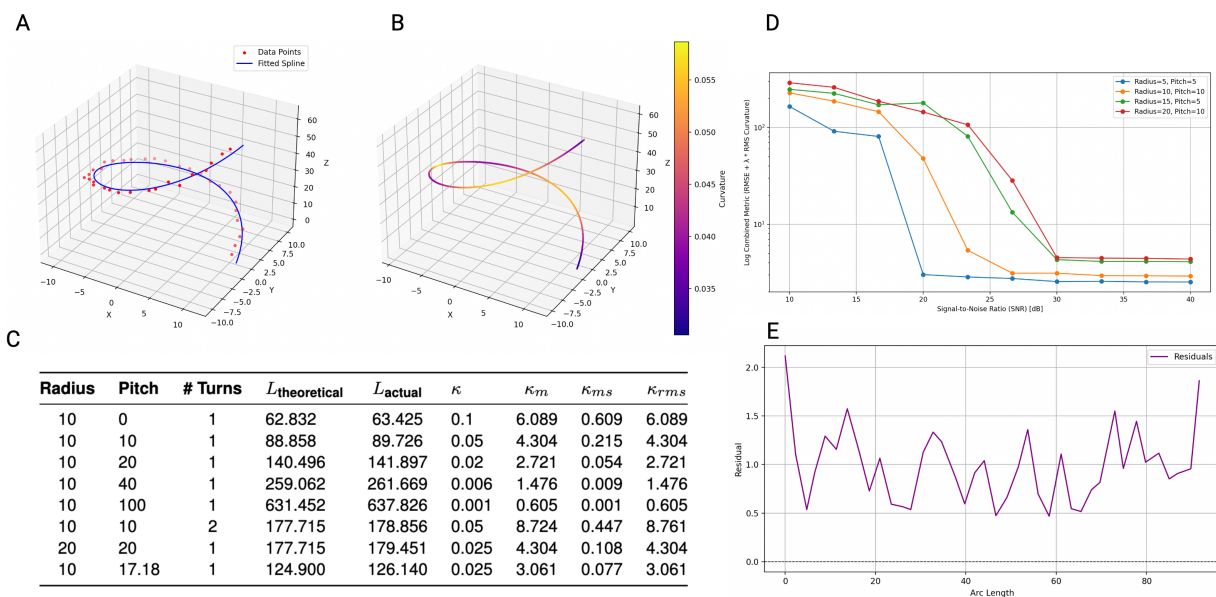 A
Data Points
Fitted Spline
60
50
40
30
20
10
0
Z
10.0
7.5
5.0
2.5
0.0
−2.5
−5.0
−7.5
−10.0
Y
−10
−5
0
5
10
X
B
60
50
40
30
20
10
0
Z
10.0
7.5
5.0
2.5
0.0
−2.5
−5.0
−7.5
−10.0
Y
−10
−5
0
5
10
X
0.055
0.050
0.045
0.040
0.035
Curvature
C
Radius Pitch # Turns L_theoretical L_actual κ κ_m κ_ms κ_rms
10 0 1 62.832 63.425 0.1 6.089 0.609 6.089
10 10 1 88.858 89.726 0.05 4.304 0.215 4.304
10 20 1 140.496 141.897 0.02 2.721 0.054 2.721
10 40 1 259.062 261.669 0.006 1.476 0.009 1.476
10 100 1 631.452 637.826 0.001 0.605 0.001 0.605
10 10 2 177.715 178.856 0.05 8.724 0.447 8.761
20 20 1 177.715 179.451 0.025 4.304 0.108 4.304
10 17.18 1 124.900 126.140 0.025 3.061 0.077 3.061
D
Radius=5, Pitch=5
Radius=10, Pitch=10
Radius=15, Pitch=5
Radius=20, Pitch=10
Log Combined Metric (RMSE + λ * RMS Curvature)
10²
10¹
10 15 20 25 30 35 40
Signal-to-Noise Ratio (SNR) [dB]
E
Residuals
Residual
2.0
1.5
1.0
0.5
0.0
0 20 40 60 80
Arc Length